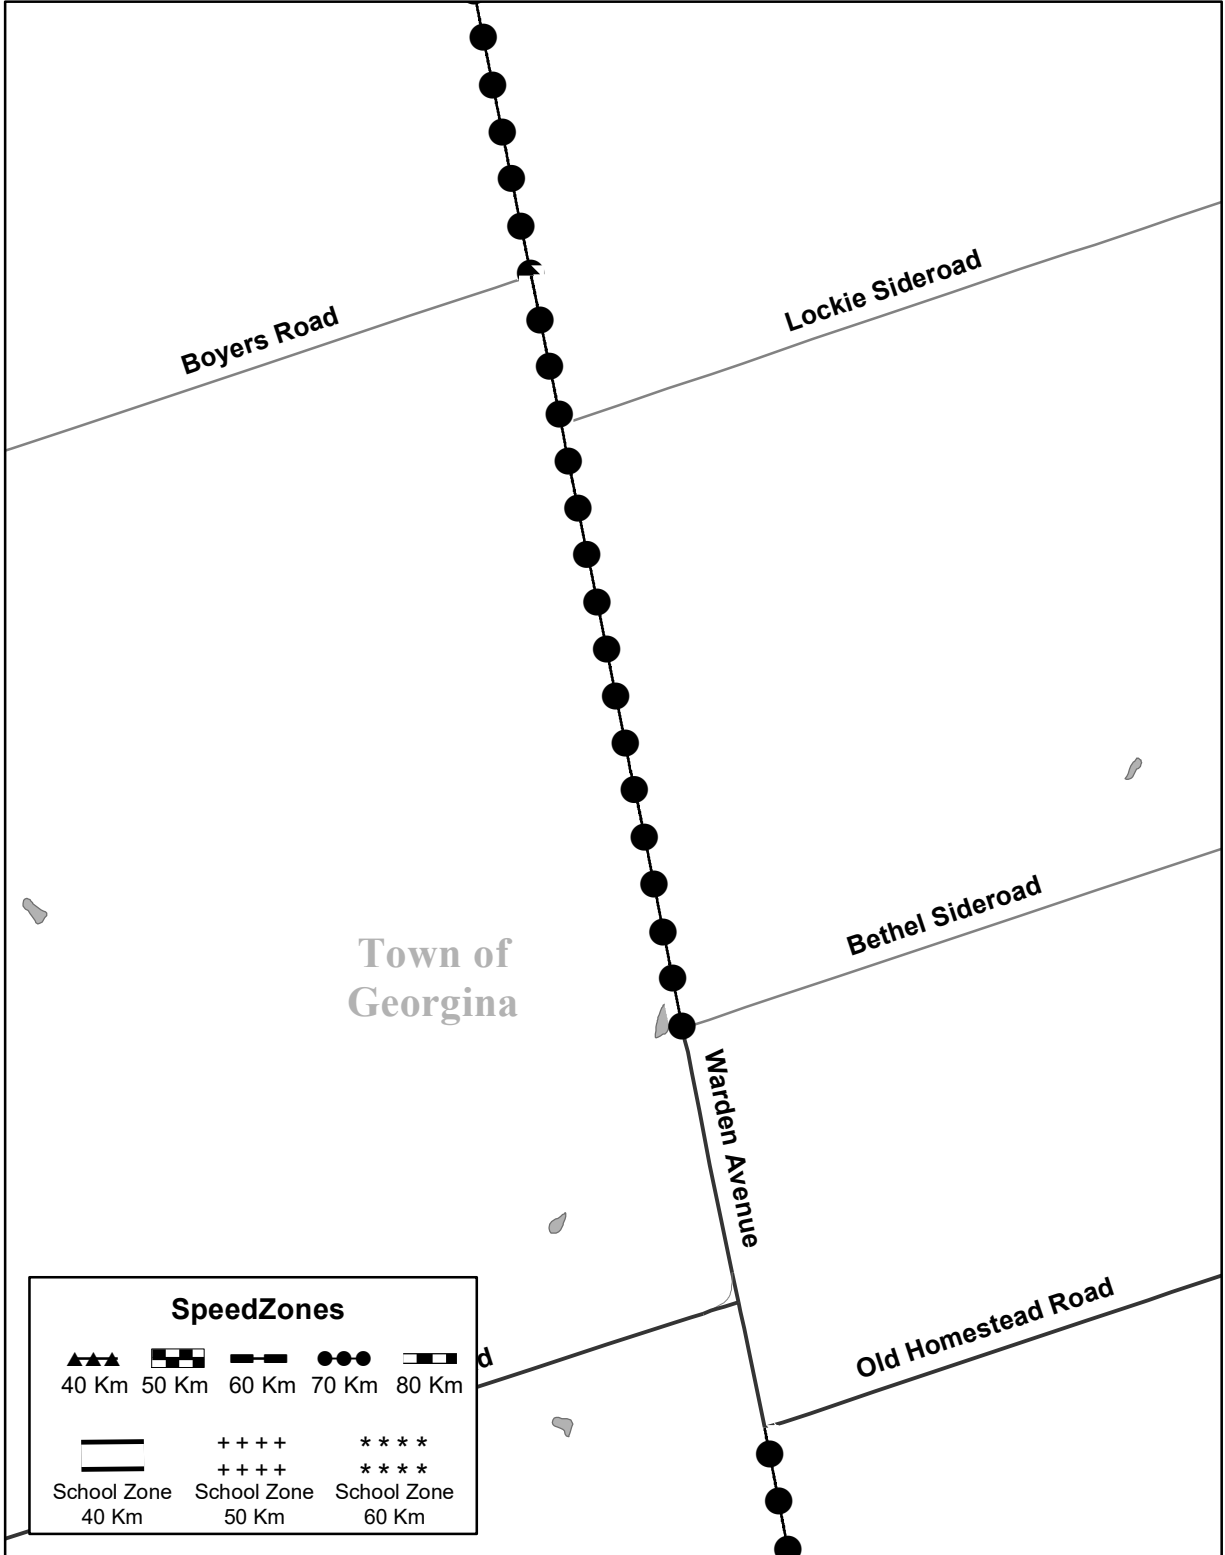 Lockie Sideroad
Boyers Road
Bethel Sideroad
Town of
Georgina
Warden Avenue
Old Homestead Road
d
SpeedZones
40 Km 50 Km 60 Km 70 Km 80 Km
++++ ****
++++ ****
School Zone School Zone School Zone
40 Km 50 Km 60 Km